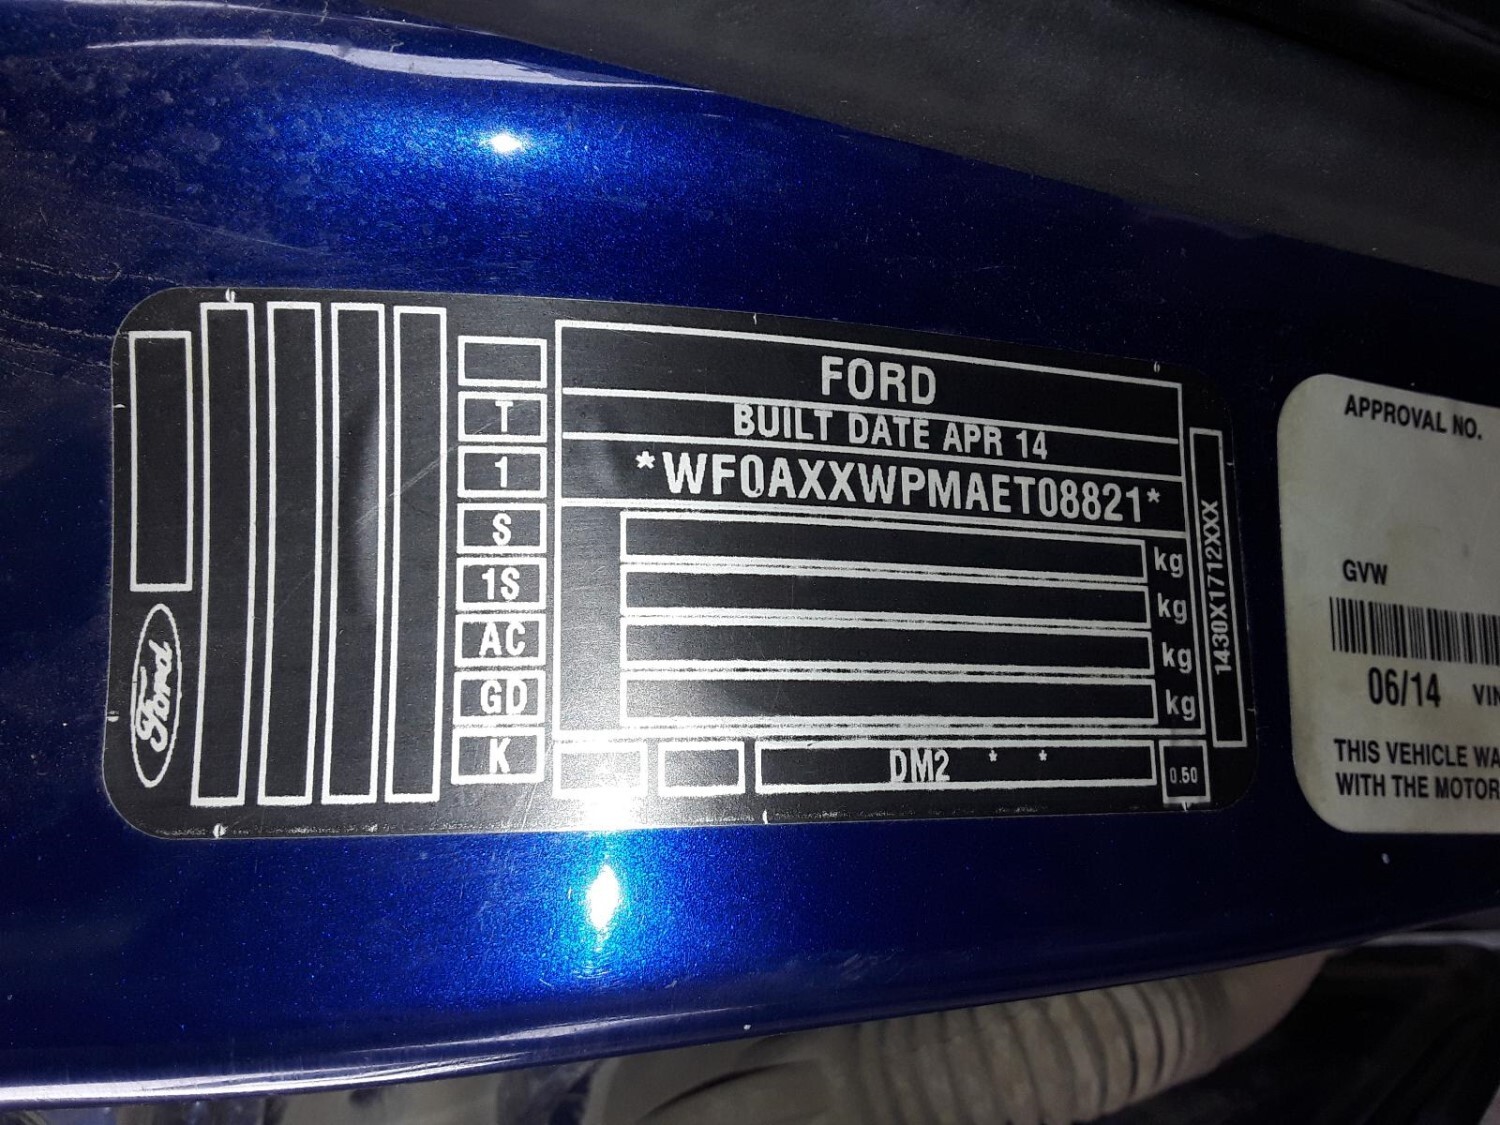 FORD
BUILT DATE APR 14
*WF0AXXWPMAET08821*
kg
kg
kg
kg
T
1
S
1S
AC
GD
K
DM2 * *
0.50
1430X1712XXX
Ford
APPROVAL NO.
GVW
06/14 VIN
THIS VEHICLE WA
WITH THE MOTOR